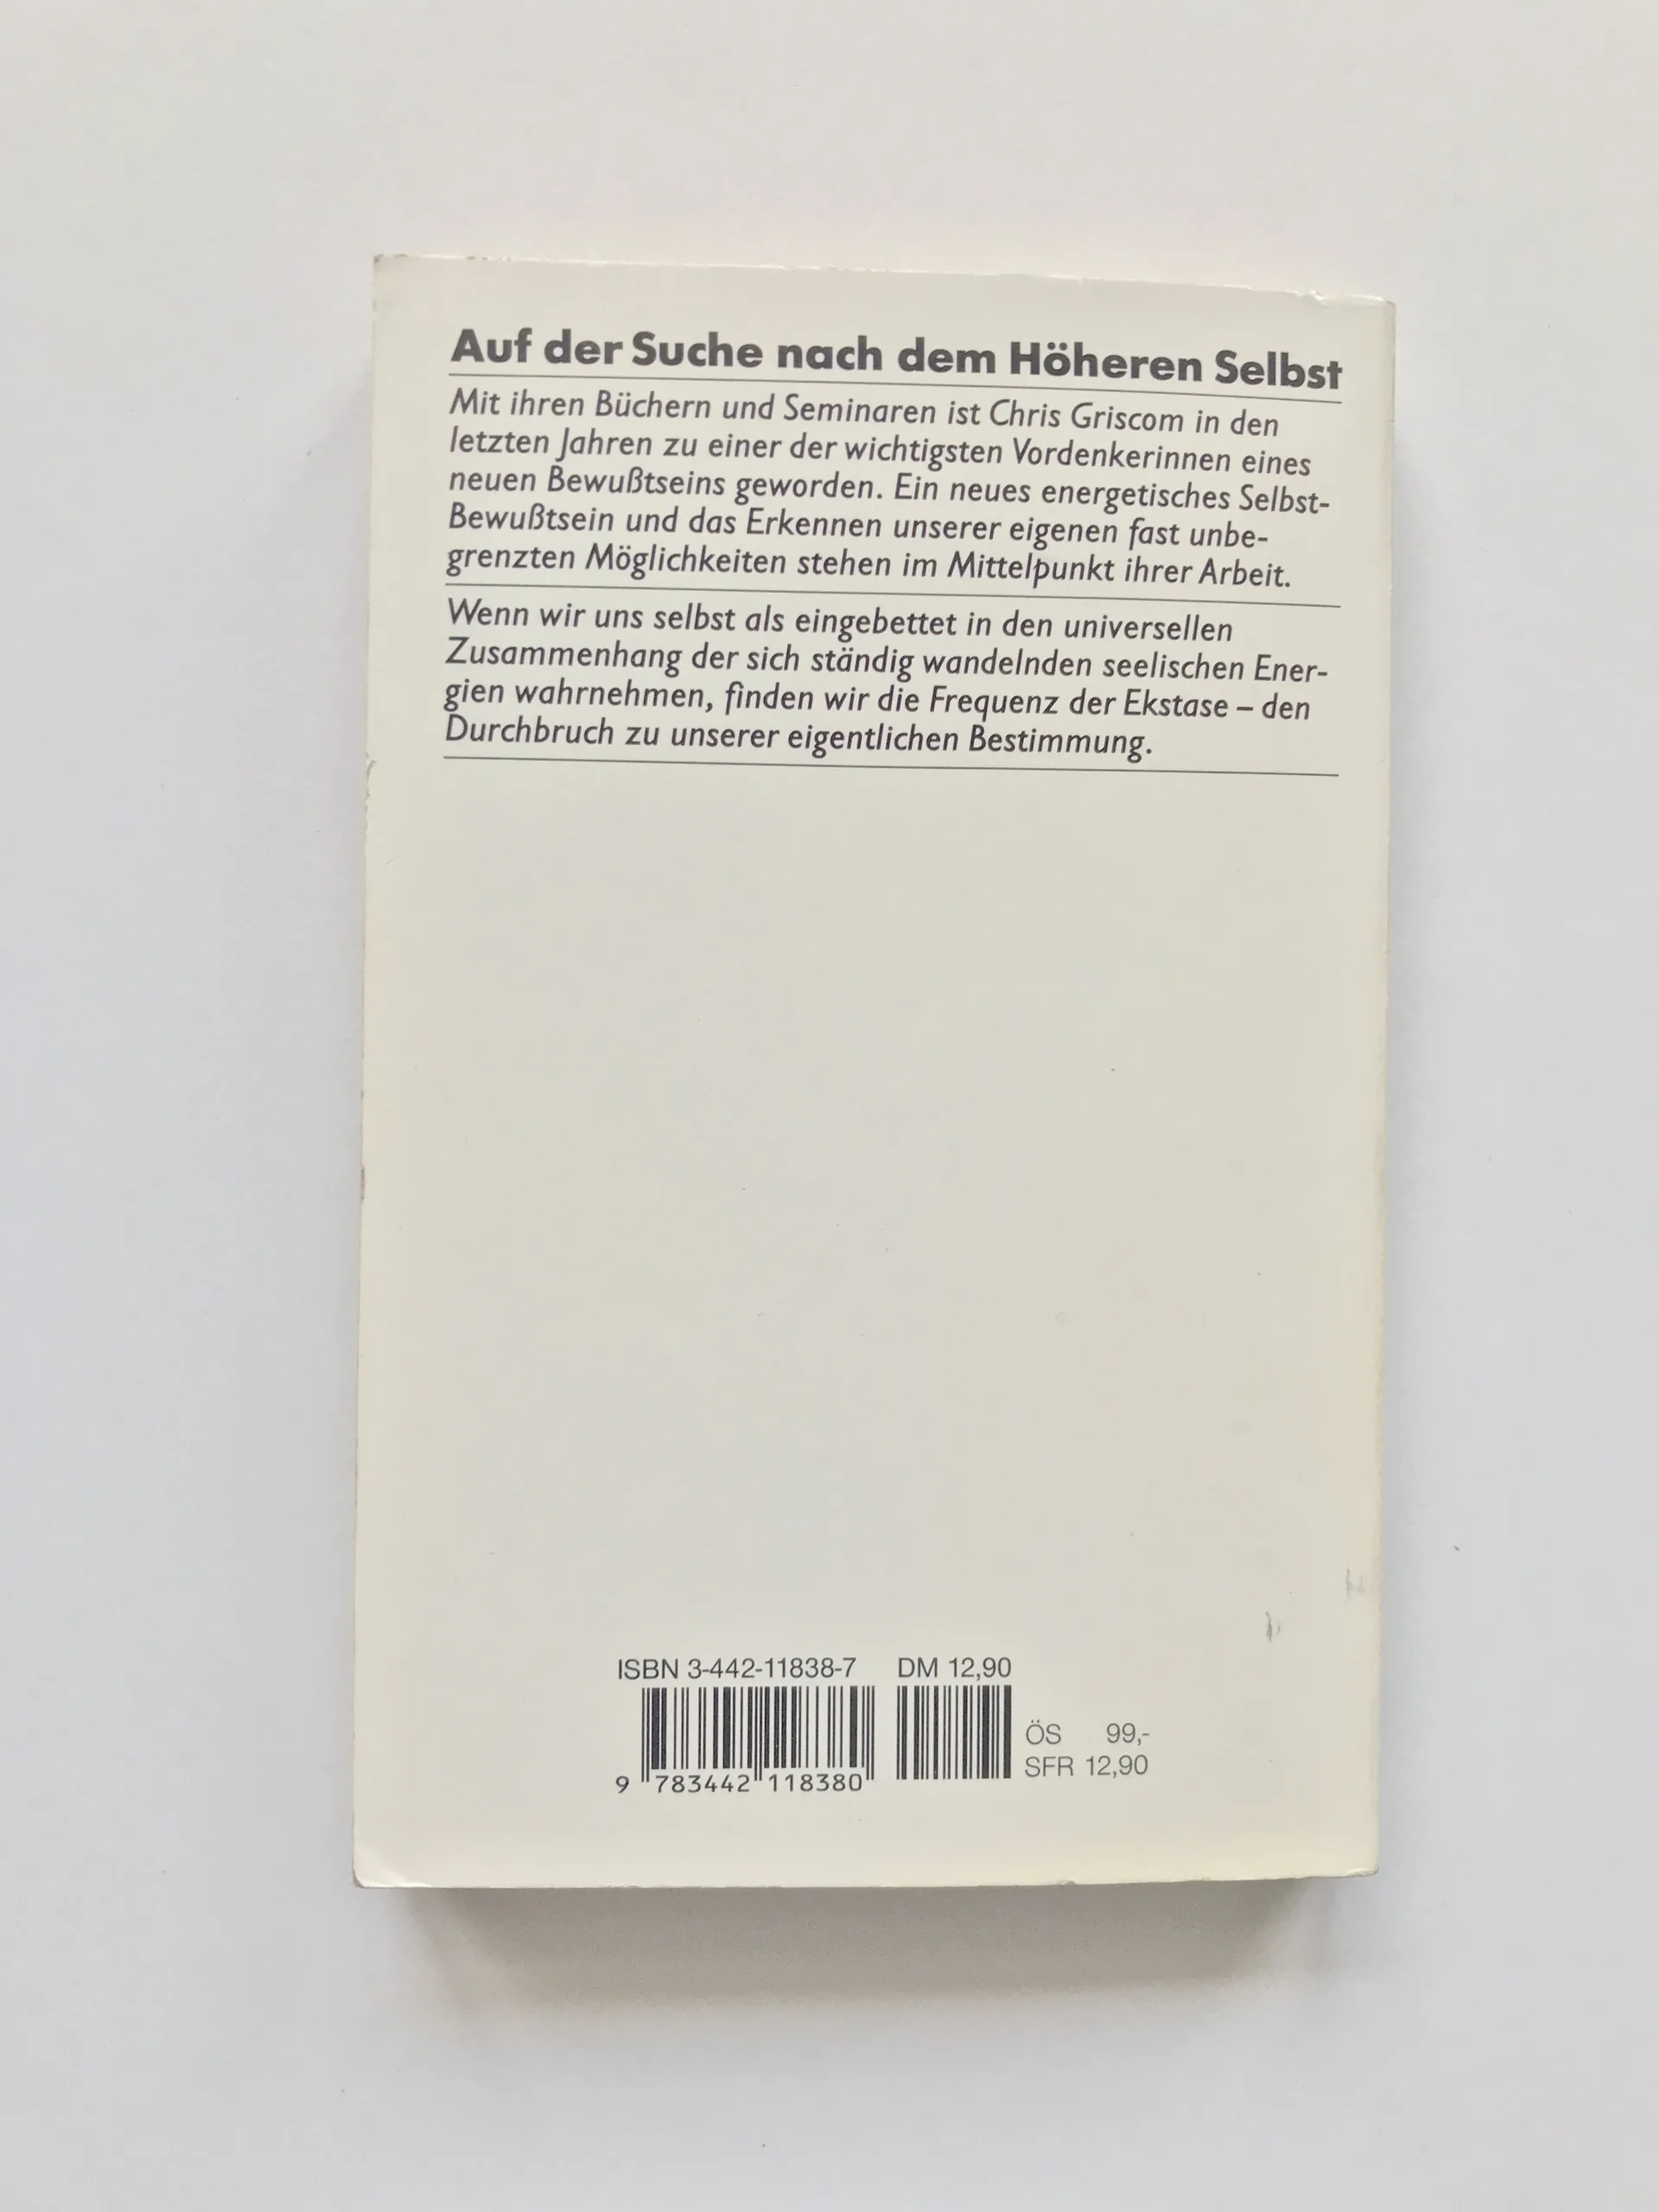 Auf der Suche nach dem Höheren Selbst
Mit ihren Büchern und Seminaren ist Chris Griscom in den
letzten Jahren zu einer der wichtigsten Vordenkerinnen eines
neuen Bewußtseins geworden. Ein neues energetisches Selbst-
Bewußtsein und das Erkennen unserer eigenen fast unbe-
grenzten Möglichkeiten stehen im Mittelpunkt ihrer Arbeit.
Wenn wir uns selbst als eingebettet in den universellen
Zusammenhang der sich ständig wandelnden seelischen Ener-
gien wahrnehmen, finden wir die Frequenz der Ekstase – den
Durchbruch zu unserer eigentlichen Bestimmung.
ISBN 3-442-11838-7 DM 12,90
ÖS 99,-
SFR 12,90
9 783442 118380